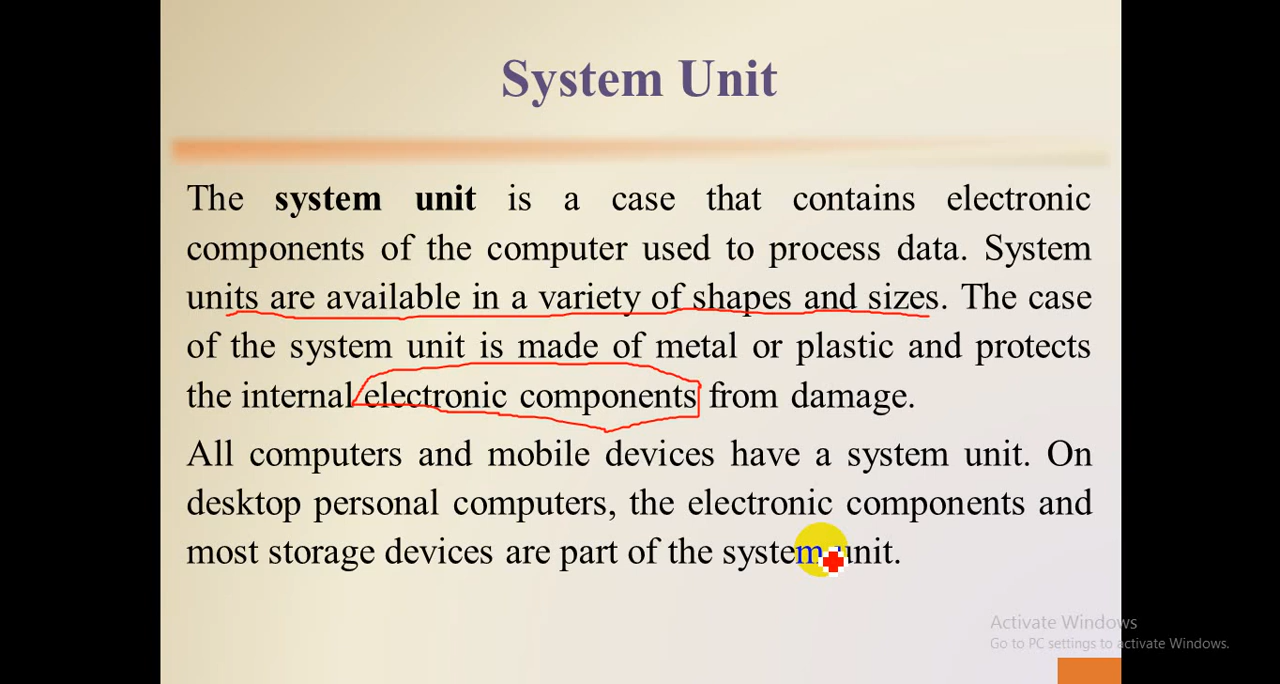 System Unit
The system unit is a case that contains electronic
components of the computer used to process data. System
units are available in a variety of shapes and sizes. The case
of the system unit is made of metal or plastic and protects
the internal electronic components from damage.
All computers and mobile devices have a system unit. On
desktop personal computers, the electronic components and
most storage devices are part of the system unit.
Activate Windows
Go to PC settings to activate Windows.